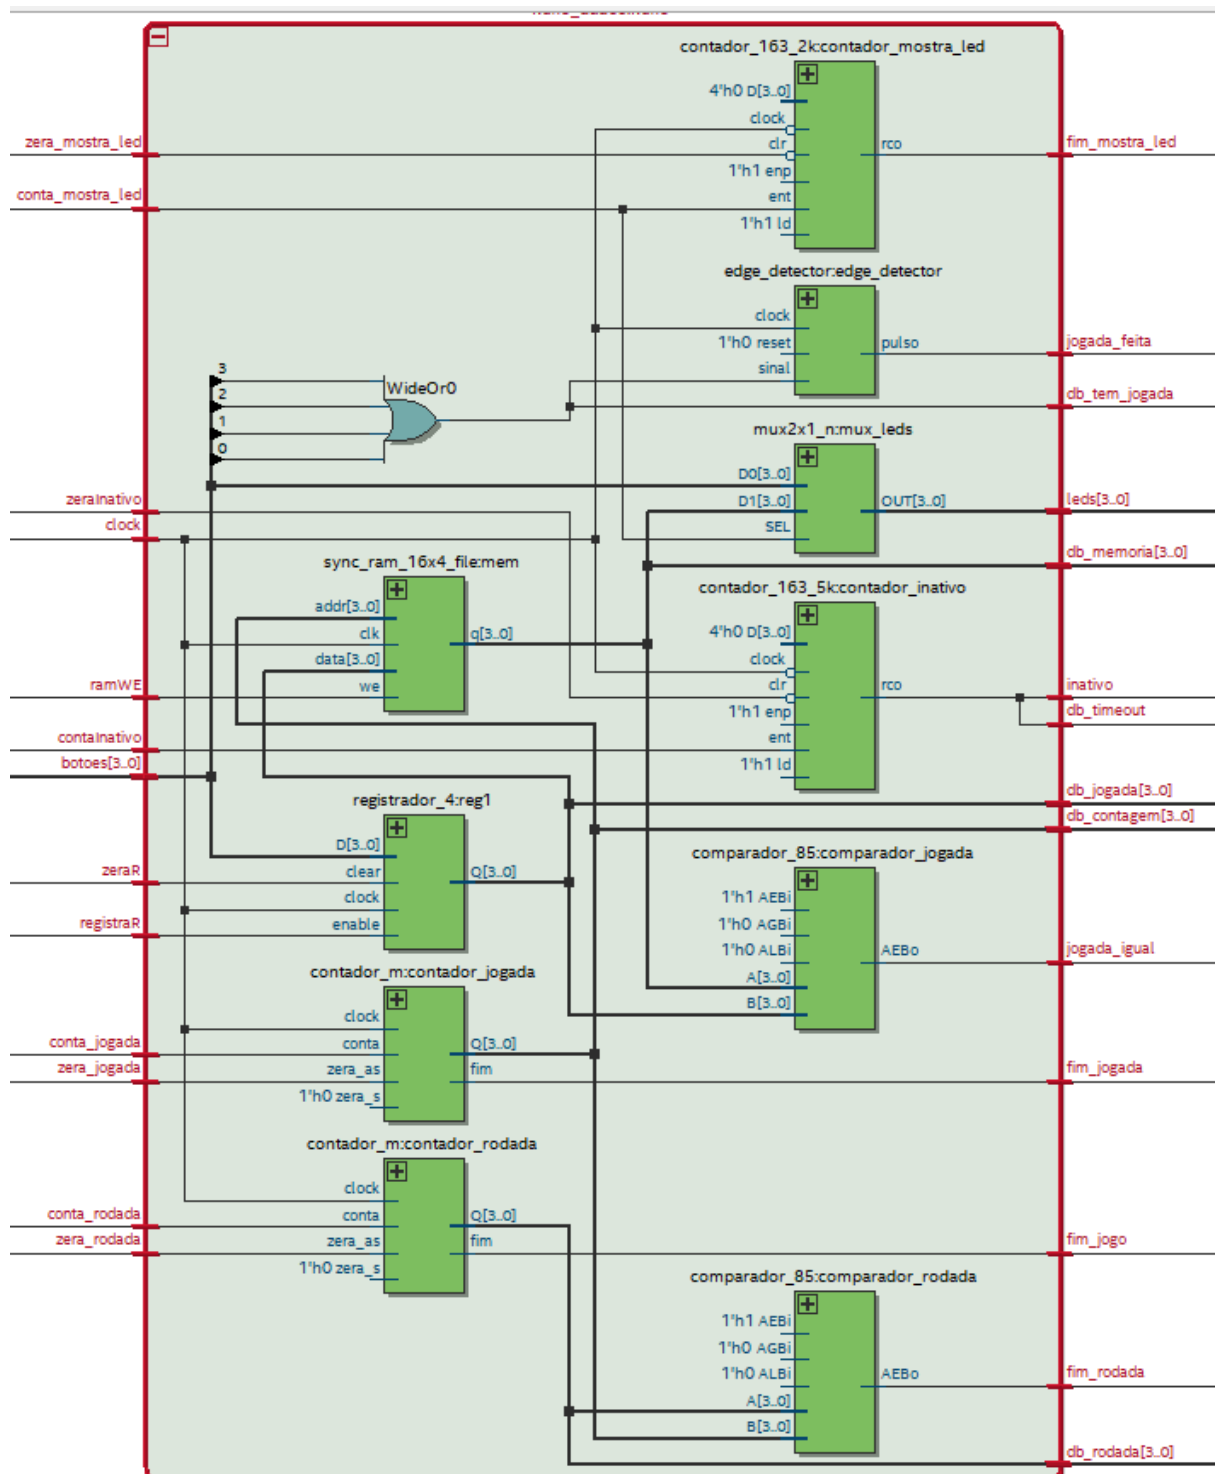 contador_163_2k:contador_mostra_led
4'h0 D[3..0]
clock
zera_mostra_led
clr
rco
fim_mostra_led
1'h1 enp
conta_mostra_led
ent
1'h1 ld
edge_detector:edge_detector
clock
1'h0 reset
pulso
jogada_feita
sinal
3
WideOr0
db_tem_jogada
2
1
mux2x1_n:mux_leds
0
D0[3..0]
zeraInativo
D1[3..0]
OUT[3..0]
leds[3..0]
clock
SEL
db_memoria[3..0]
sync_ram_16x4_file:mem
contador_163_5k:contador_inativo
addr[3..0]
4'h0 D[3..0]
clk
q[3..0]
data[3..0]
clock
ramWE
we
clr
rco
inativo
1'h1 enp
db_timeout
contaInativo
ent
botoes[3..0]
1'h1 ld
registrador_4:reg1
db_jogada[3..0]
db_contagem[3..0]
D[3..0]
comparador_85:comparador_jogada
zeraR
clear
Q[3..0]
clock
1'h1 AEBi
registraR
enable
1'h0 AGBi
1'h0 ALBi
AEBo
jogada_igual
contador_m:contador_jogada
A[3..0]
clock
B[3..0]
conta_jogada
conta
Q[3..0]
zera_jogada
zera_as
fim
fim_jogada
1'h0 zera_s
contador_m:contador_rodada
clock
conta_rodada
conta
Q[3..0]
zera_rodada
zera_as
fim
fim_jogo
1'h0 zera_s
comparador_85:comparador_rodada
1'h1 AEBi
1'h0 AGBi
1'h0 ALBi
AEBo
fim_rodada
A[3..0]
B[3..0]
db_rodada[3..0]